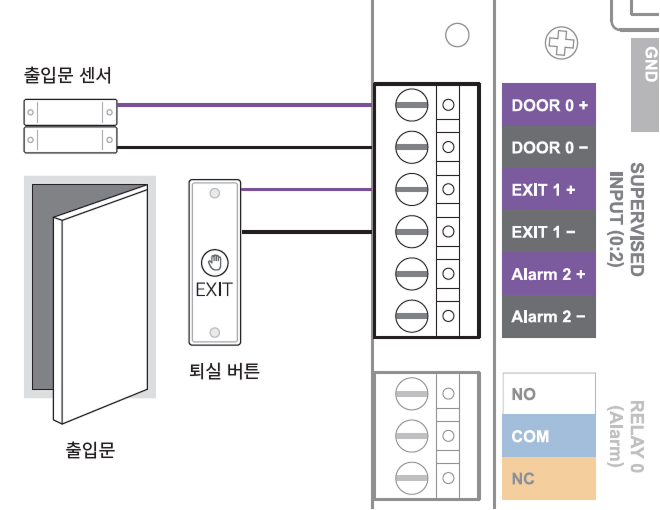 출입문 센서
EXIT
퇴실 버튼
출입문
DOOR 0 +
DOOR 0 −
EXIT 1 +
EXIT 1 −
Alarm 2 +
Alarm 2 −
NO
COM
NC
GND
SUPERVISED
INPUT (0:2)
RELAY 0
(Alarm)